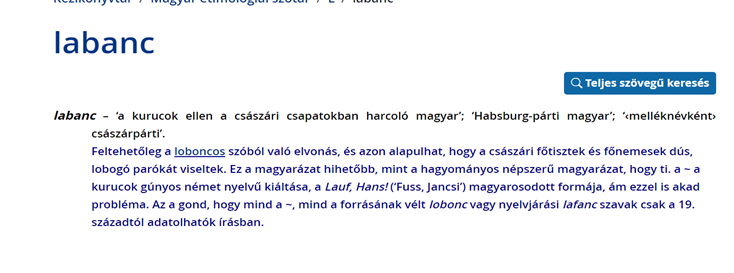 Kézikönyvtár / Magyar etimológiai szótár / L / labanc
labanc
Teljes szövegű keresés
labanc – ‘a kurucok ellen a császári csapatokban harcoló magyar’; ‘Habsburg-párti magyar’; ‘‹melléknévként›
császárpárti’.
Feltehetőleg a loboncos szóból való elvonás, és azon alapulhat, hogy a császári főtisztek és főnemesek dús,
lobogó parókát viseltek. Ez a magyarázat hihetőbb, mint a hagyományos népszerű magyarázat, hogy ti. a ~ a
kurucok gúnyos német nyelvű kiáltása, a Lauf, Hans! (‘Fuss, Jancsi’) magyarosodott formája, ám ezzel is akad
probléma. Az a gond, hogy mind a ~, mind a forrásának vélt lobonc vagy nyelvjárási lafanc szavak csak a 19.
századtól adatolhatók írásban.